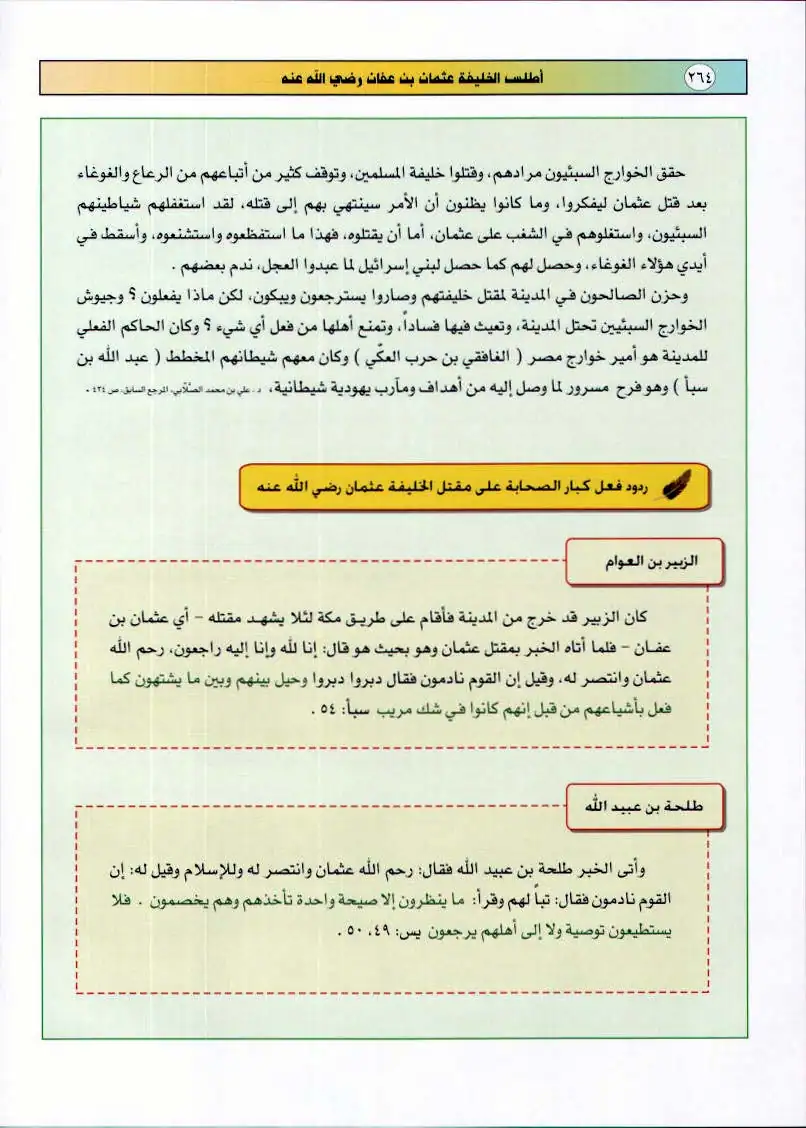 ٢٦٤
أطلس الخليفة عثمان بن عفان رضي الله عنه
حقق الخوارج السبئيون مرادهم، وقتلوا خليفة المسلمين، وتوقف كثير من أتباعهم من الرعاع والغوغاء
بعد قتل عثمان ليفكروا، وما كانوا يظنون أن الأمر سينتهي بهم إلى قتله، لقد استغفلهم شياطينهم
السبئيون، واستغلوهم في الشغب على عثمان، أما أن يقتلوه، فهذا ما استفظعوه واستشنعوه، وأسقط في
أيدي هؤلاء الغوغاء، وحصل لهم كما حصل لبني إسرائيل لما عبدوا العجل، ندم بعضهم .
وحزن الصالحون في المدينة لمقتل خليفتهم وصاروا يسترجعون ويبكون، لكن ماذا يفعلون ؟ وجيوش
الخوارج السبئيين تحتل المدينة، وتعيث فيها فساداً، وتمنع أهلها من فعل أي شيء ؟ وكان الحاكم الفعلي
للمدينة هو أمير خوارج مصر ( الغافقي بن حرب العكّي ) وكان معهم شيطانهم المخطط ( عبد الله بن
سبأ ) وهو فرح مسرور لما وصل إليه من أهداف ومآرب يهودية شيطانية، د. علي بن محمد الصّلّابي، المرجع السابق، ص ٤٢٤ .
ردود فعل كبار الصحابة على مقتل الخليفة عثمان رضي الله عنه
الزبير بن العوام
كان الزبير قد خرج من المدينة فأقام على طريق مكة لئلا يشهد مقتله – أي عثمان بن
عفان – فلما أتاه الخبر بمقتل عثمان وهو بحيث هو قال: إنا لله وإنا إليه راجعون، رحم الله
عثمان وانتصر له، وقيل إن القوم نادمون فقال دبروا دبروا وحيل بينهم وبين ما يشتهون كما
فعل بأشياعهم من قبل إنهم كانوا في شك مريب سبأ: ٥٤ .
طلحة بن عبيد الله
وأتى الخبر طلحة بن عبيد الله فقال: رحم الله عثمان وانتصر له وللإسلام وقيل له: إن
القوم نادمون فقال: تباً لهم وقرأ: ما ينظرون إلا صيحة واحدة تأخذهم وهم يخصمون . فلا
يستطيعون توصية ولا إلى أهلهم يرجعون يس: ٤٩، ٥٠ .